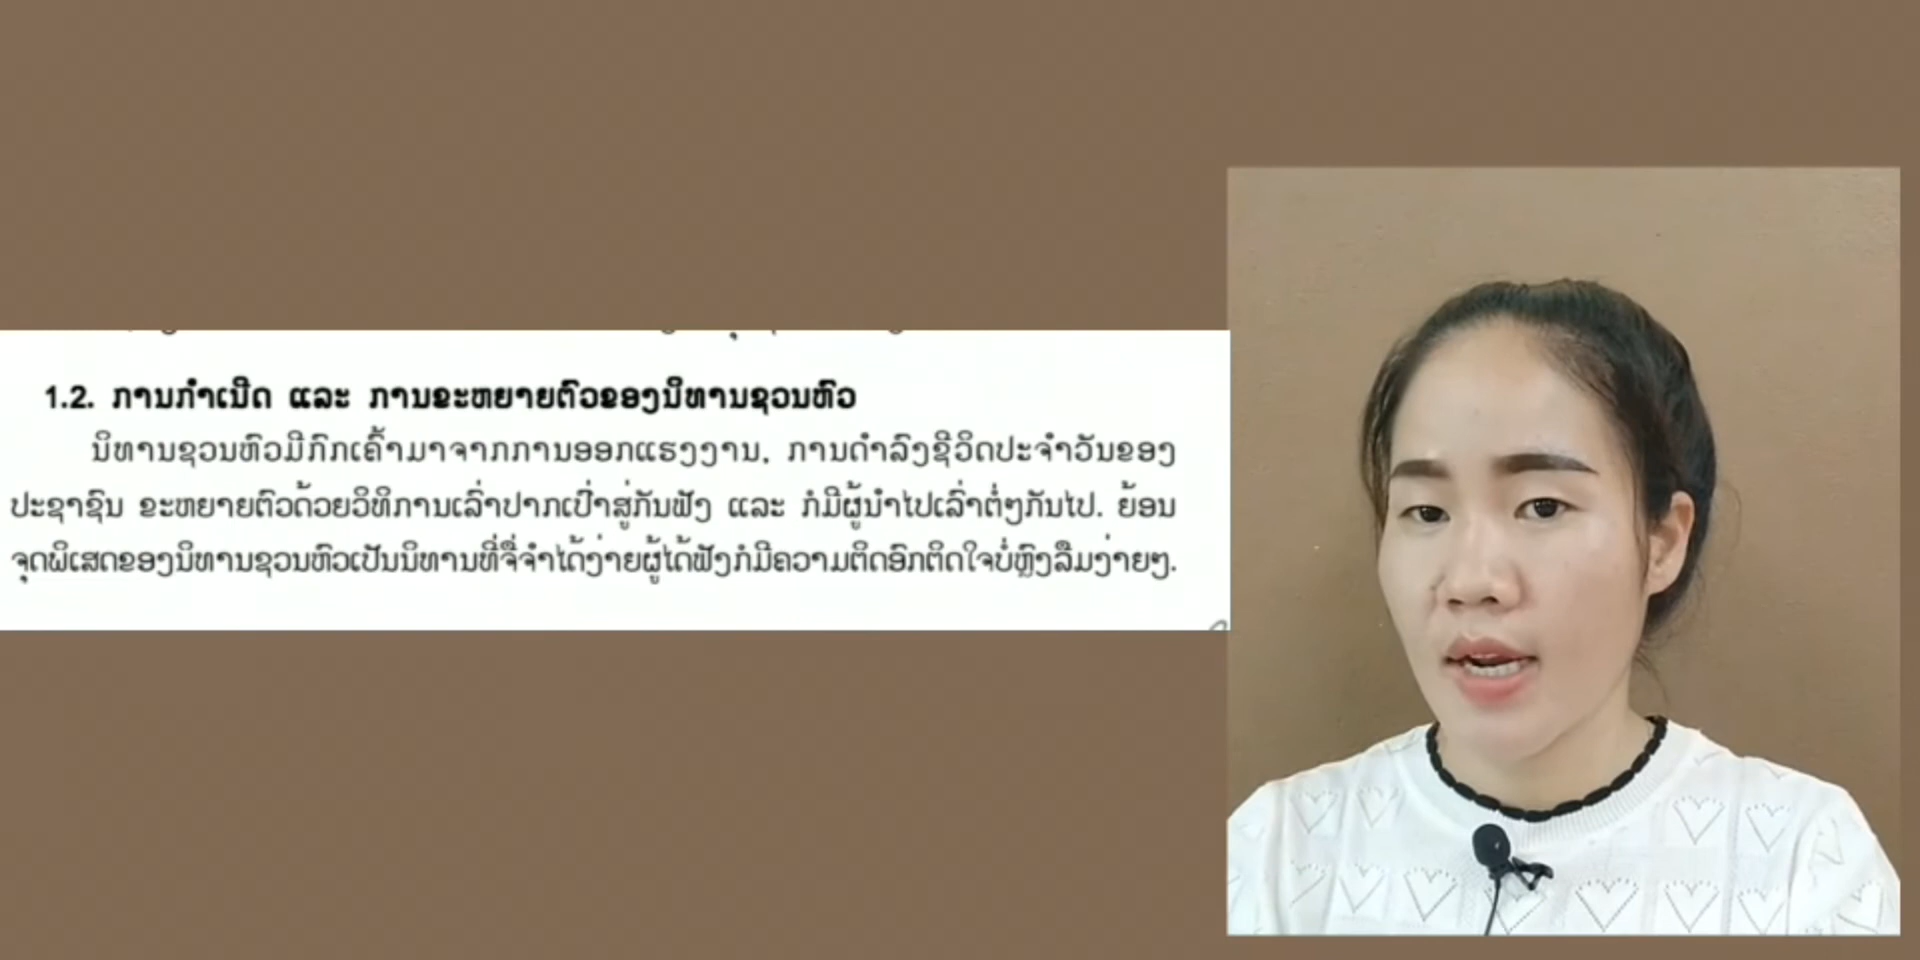 1.2. ການກຳເນີດ ແລະ ການຂະຫຍາຍຕົວຂອງນິທານຊວນຫົວ
ນິທານຊວນຫົວມີກົກເຄົ້າມາຈາກການອອກແຮງງານ, ການດຳລົງຊີວິດປະຈຳວັນຂອງ
ປະຊາຊົນ ຂະຫຍາຍຕົວດ້ວຍວິທີການເລົ່າປາກເປົ່າສູ່ກັນຟັງ ແລະ ກໍມີຜູ້ນຳໄປເລົ່າຕໍ່ໆກັນໄປ. ຍ້ອນ
ຈຸດພິເສດຂອງນິທານຊວນຫົວເປັນນິທານທີ່ຈື່ຈຳໄດ້ງ່າຍຜູ້ໄດ້ຟັງກໍມີຄວາມຕິດອົກຕິດໃຈບໍ່ຫຼົງລືມງ່າຍໆ.